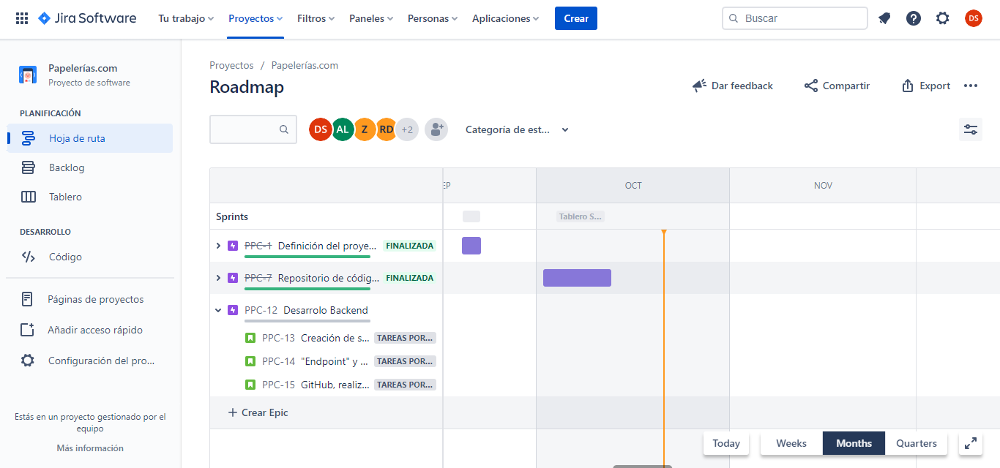 Jira Software
Tu trabajo
Proyectos
Filtros
Paneles
Personas
Aplicaciones
Crear
Buscar
DS
Papelerías.com
Proyecto de software
PLANIFICACIÓN
Hoja de ruta
Backlog
Tablero
DESARROLLO
Código
Páginas de proyectos
Añadir acceso rápido
Configuración del pro...
Estás en un proyecto gestionado por el
equipo
Más información
Proyectos / Papelerías.com
Roadmap
Dar feedback
Compartir
Export
DS AL Z RD +2
Categoría de est...
EP OCT NOV
Sprints
Tablero S...
PPC-1 Definición del proye... FINALIZADA
PPC-7 Repositorio de códig... FINALIZADA
PPC-12 Desarrolo Backend
PPC-13 Creación de s... TAREAS POR...
PPC-14 "Endpoint" y ... TAREAS POR...
PPC-15 GitHub, realiz... TAREAS POR...
+ Crear Epic
Today
Weeks
Months
Quarters